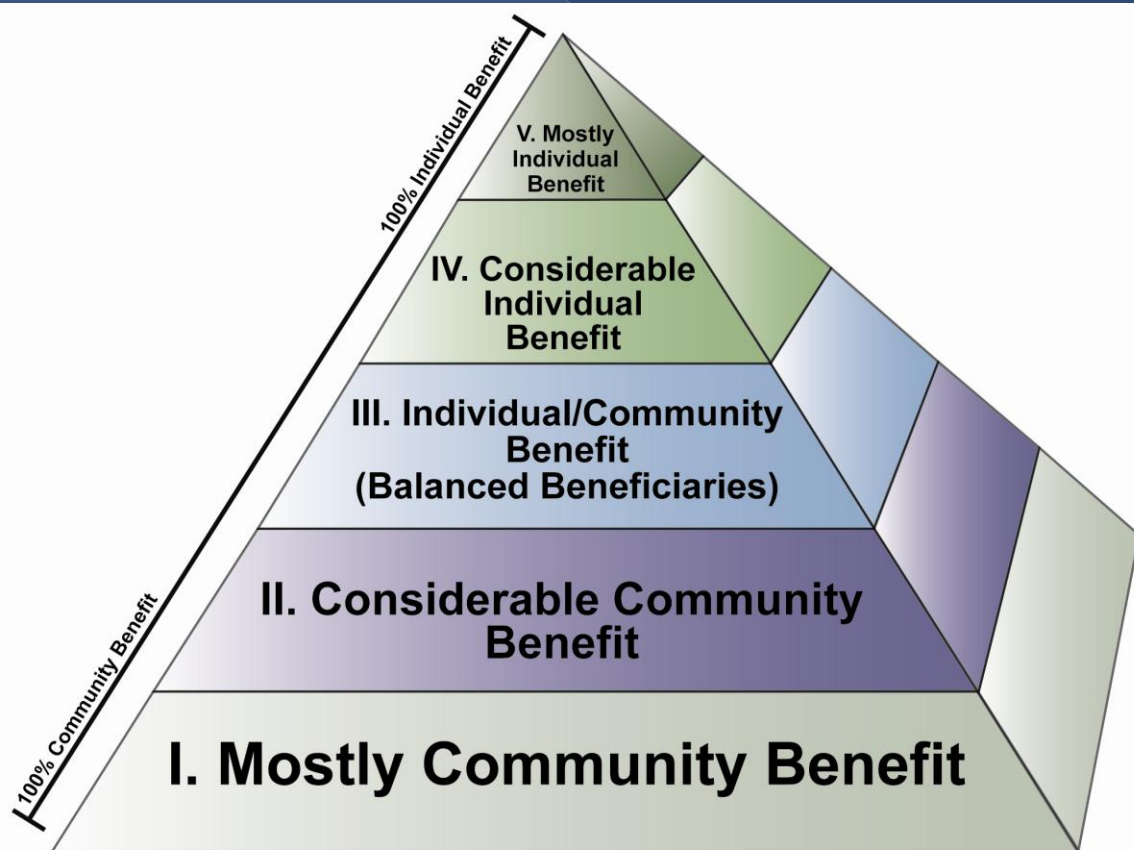 100% Individual Benefit
V. Mostly
Individual
Benefit
IV. Considerable
Individual
Benefit
III. Individual/Community
Benefit
(Balanced Beneficiaries)
II. Considerable Community
Benefit
100% Community Benefit
I. Mostly Community Benefit